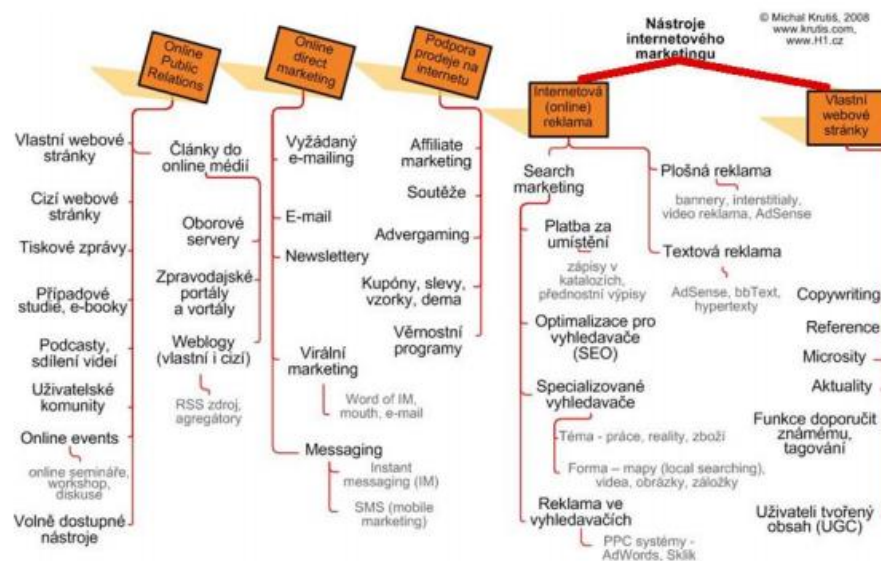 Nástroje
internetového
marketingu
© Michal Krutiš, 2008
www.krutis.com,
www.H1.cz
Online
Public
Relations
Vlastní webové
stránky
Cizí webové
stránky
Tiskové zprávy
Případové
studie, e-booky
Podcasty,
sdílení videí
Uživatelské
komunity
Online events
online semináře,
workshop,
diskuse
Volně dostupné
nástroje
Články do
online médií
Oborové
servery
Zpravodajské
portály
a vortály
Weblogy
(vlastní i cizí)
RSS zdroj,
agregátory
Online
direct
marketing
Vyžádaný
e-mailing
E-mail
Newslettery
Virální
marketing
Word of IM,
mouth, e-mail
Messaging
Instant
messaging (IM)
SMS (mobile
marketing)
Podpora
prodeje na
internetu
Affiliate
marketing
Soutěže
Advergaming
Kupóny, slevy,
vzorky, dema
Věrnostní
programy
Internetová
(online)
reklama
Search
marketing
Platba za
umístění
zápisy v
katalozích,
přednostní výpisy
Optimalizace pro
vyhledavače
(SEO)
Specializované
vyhledavače
Téma - práce, reality, zboží
Forma – mapy (local searching),
videa, obrázky, záložky
Reklama ve
vyhledavačích
PPC systémy -
AdWords, Sklik
Plošná reklama
bannery, interstitialy,
video reklama, AdSense
Textová reklama
AdSense, bbText,
hypertexty
Vlastní
webové
stránky
Copywriting
Reference
Microsity
Aktuality
Funkce doporučit
známému,
tagování
Uživateli tvořený
obsah (UGC)